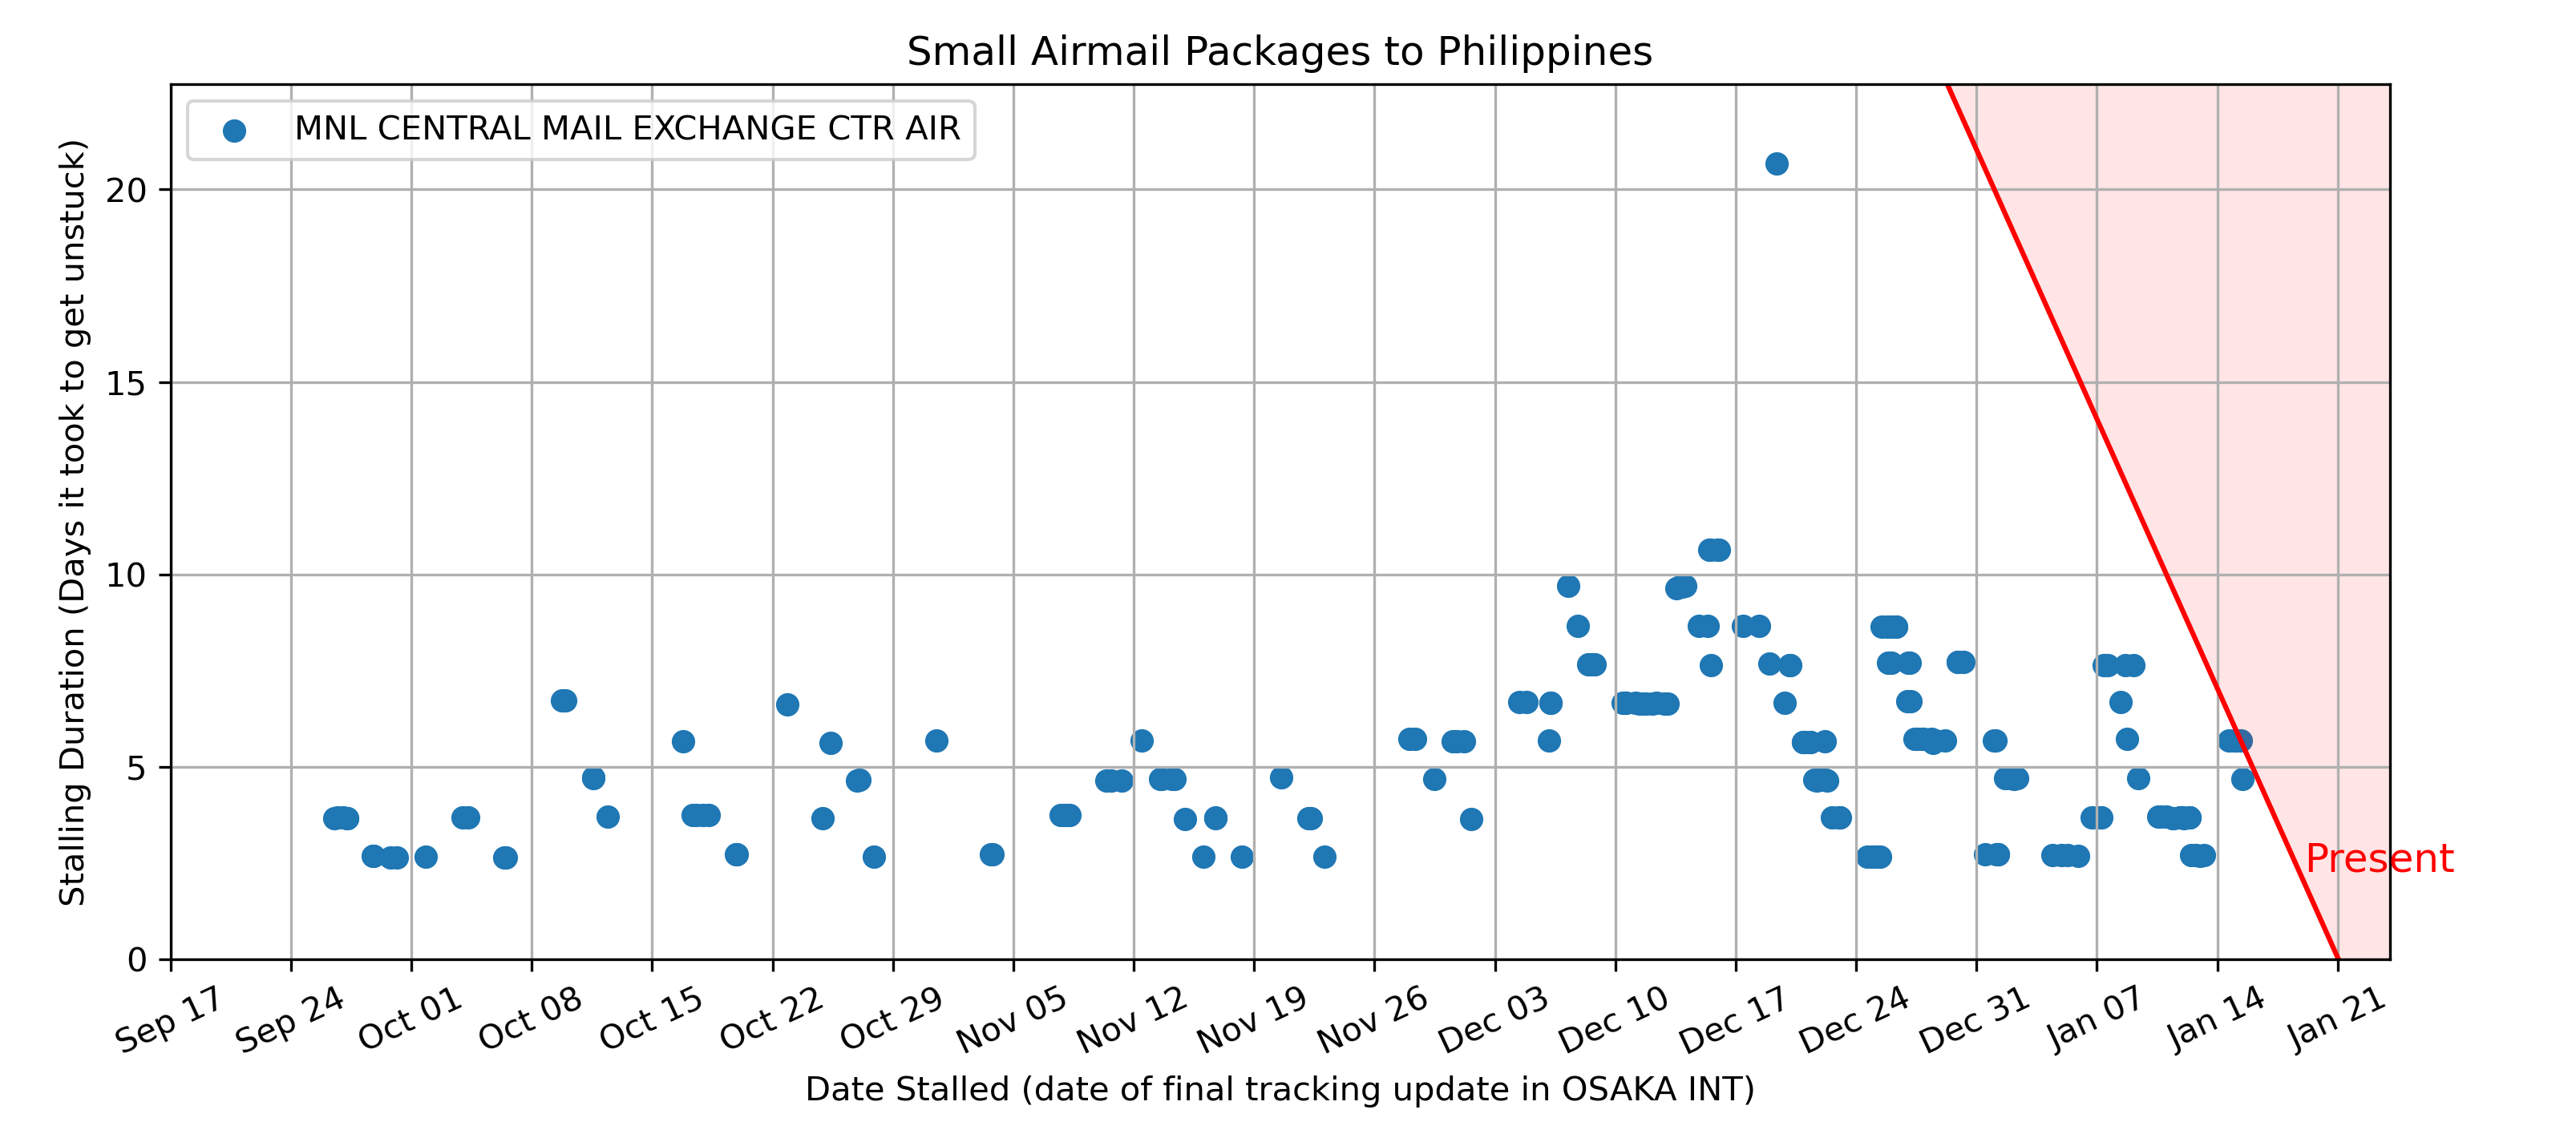 Small Airmail Packages to Philippines
MNL CENTRAL MAIL EXCHANGE CTR AIR
Stalling Duration (Days it took to get unstuck)
20
15
10
5
0
Present
Sep 17
Sep 24
Oct 01
Oct 08
Oct 15
Oct 22
Oct 29
Nov 05
Nov 12
Nov 19
Nov 26
Dec 03
Dec 10
Dec 17
Dec 24
Dec 31
Jan 07
Jan 14
Jan 21
Date Stalled (date of final tracking update in OSAKA INT)